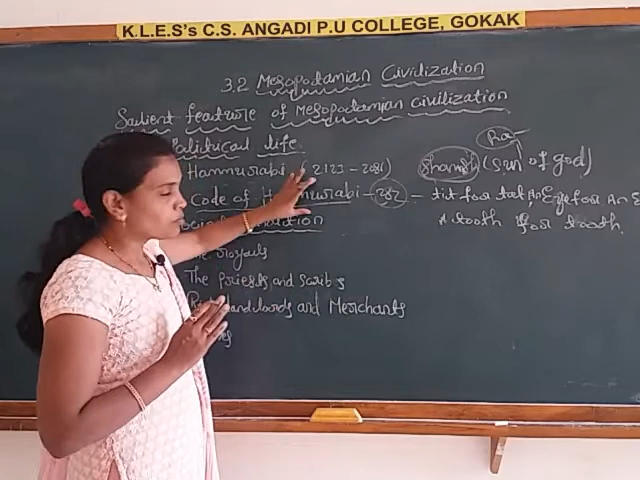 K.L.E.S's C.S. ANGADI P.U COLLEGE, GOKAK
3.2 Mesopotamian Civilization
Salient feature of Mesopotamian civilization
Political life
Hammurabi (2123-2081)
Code of Hammurabi - 282 - tit for tat An Eye for An E
A tooth for tooth.
Ra
Shamsh (sun of god)
The royals
The priests and Scribes
landlords and Merchants